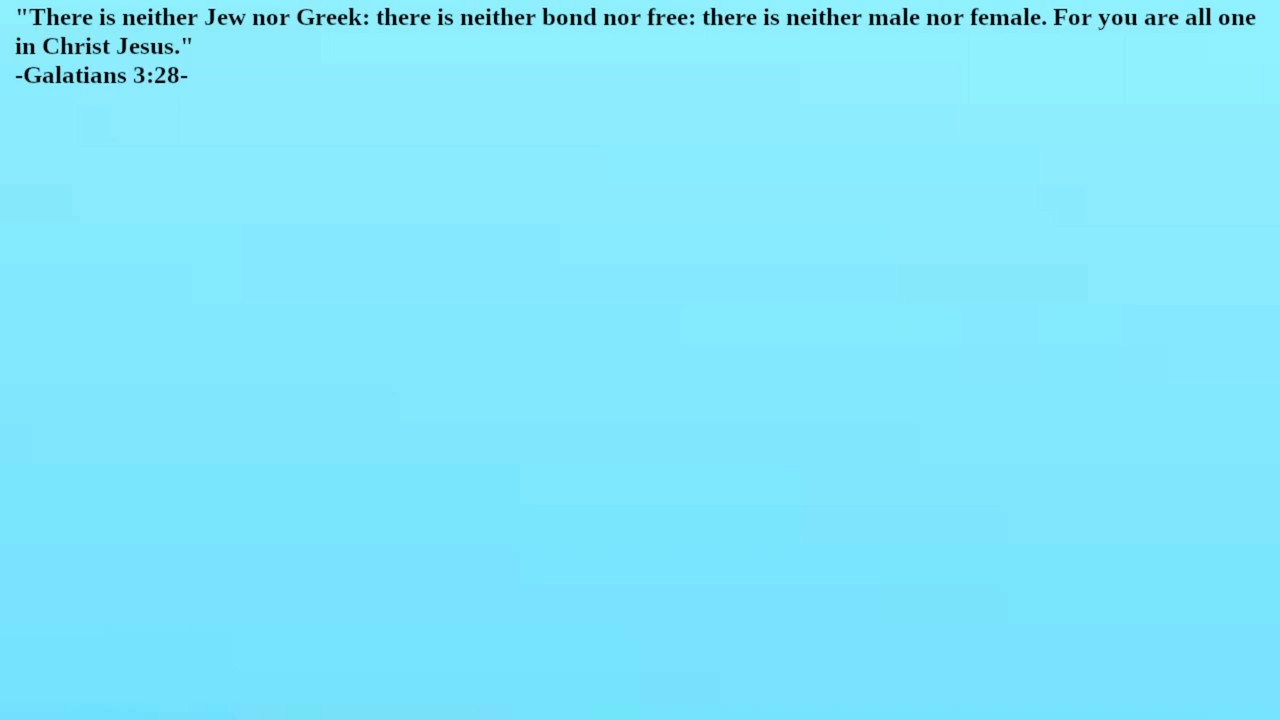 "There is neither Jew nor Greek: there is neither bond nor free: there is neither male nor female. For you are all one
in Christ Jesus."
-Galatians 3:28-